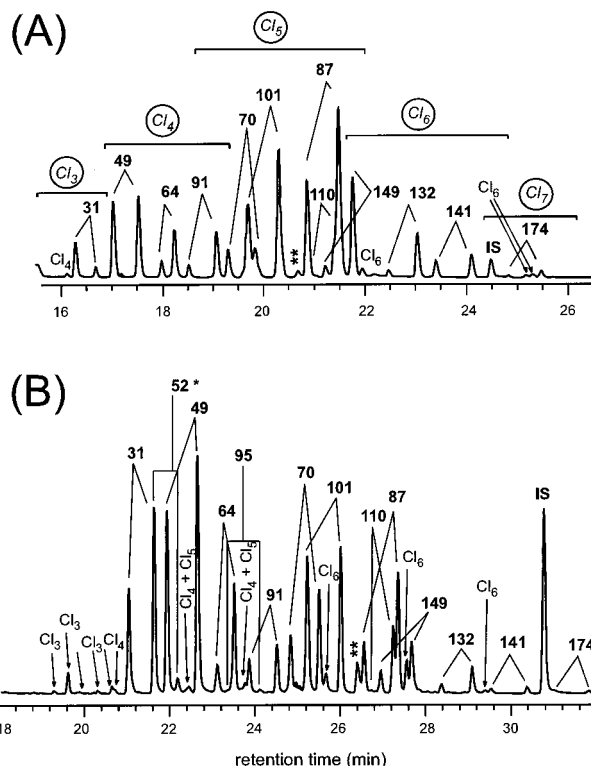 (A)
Cl5
Cl4
Cl3
Cl6
Cl7
87
101
70
49
31
64
91
110
149
132
141
174
Cl4
**
Cl6
IS
Cl6
16 18 20 22 24 26
(B)
52 *
49
31
95
64
Cl4 + Cl5
Cl4 + Cl5
91
70
101
Cl6
87
110
Cl6
149
**
IS
Cl6
132
141
174
Cl3
Cl3
Cl3
Cl4
18 20 22 24 26 28 30
retention time (min)